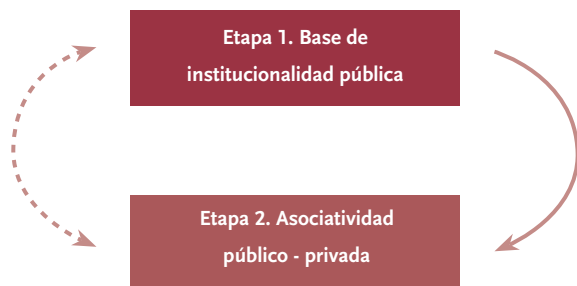 Etapa 1. Base de
institucionalidad pública
Etapa 2. Asociatividad
público - privada